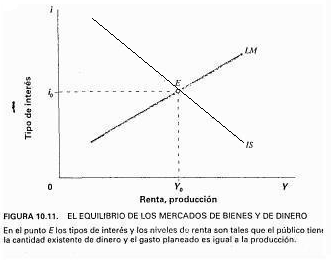 i
LM
E
i₀
Tipo de interés
IS
0
Y₀
Y
Renta, producción
FIGURA 10.11. EL EQUILIBRIO DE LOS MERCADOS DE BIENES Y DE DINERO
En el punto E los tipos de interés y los niveles de renta son tales que el público tiene
la cantidad existente de dinero y el gasto planeado es igual a la producción.